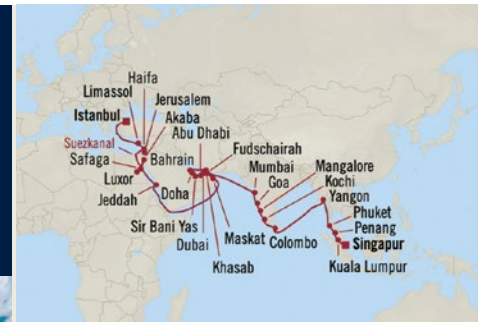 Haifa
Limassol
Jerusalem
Istanbul
Akaba
Abu Dhabi
Suezkanal
Safaga
Bahrain
Fudschairah
Mumbai
Mangalore
Luxor
Goa
Kochi
Jeddah
Doha
Yangon
Phuket
Sir Bani Yas
Maskat
Colombo
Penang
Dubai
Singapur
Khasab
Kuala Lumpur